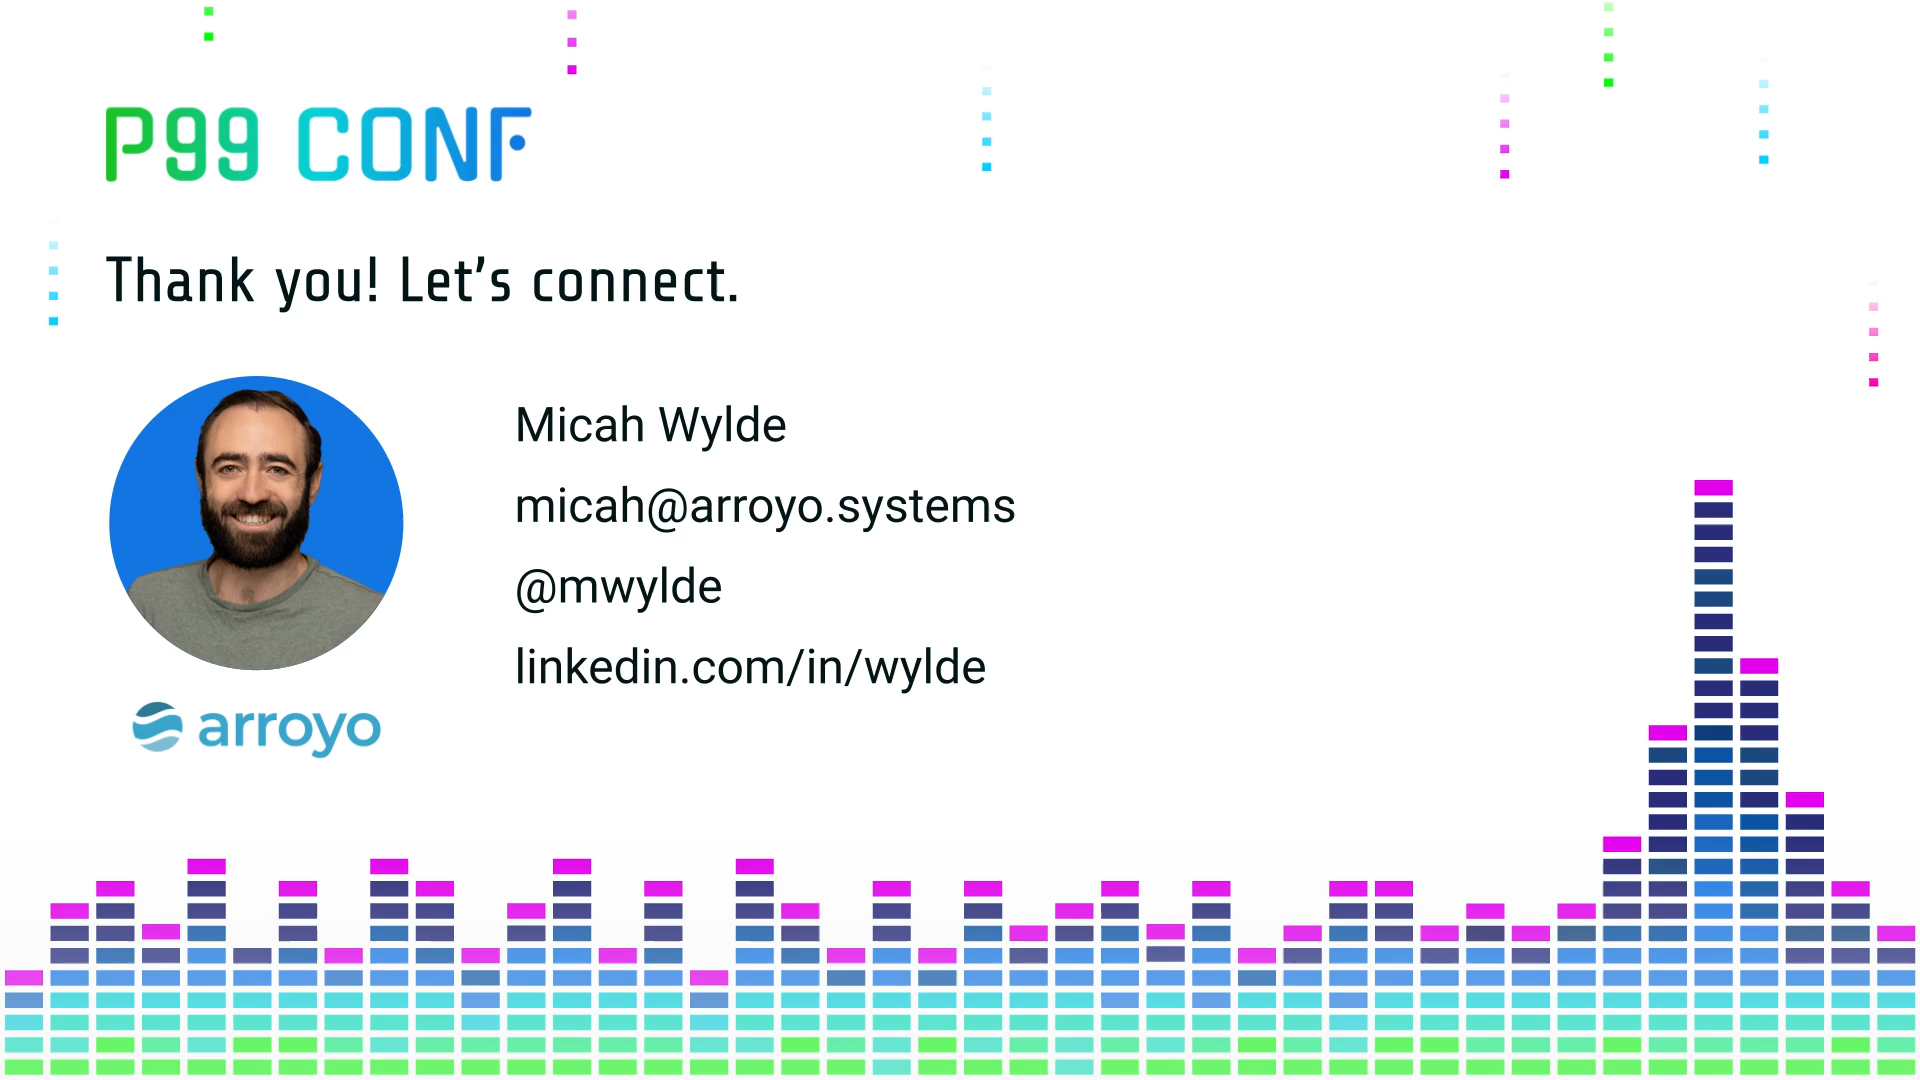 P99 CONF
Thank you! Let’s connect.
Micah Wylde
micah@arroyo.systems
@mwylde
linkedin.com/in/wylde
arroyo